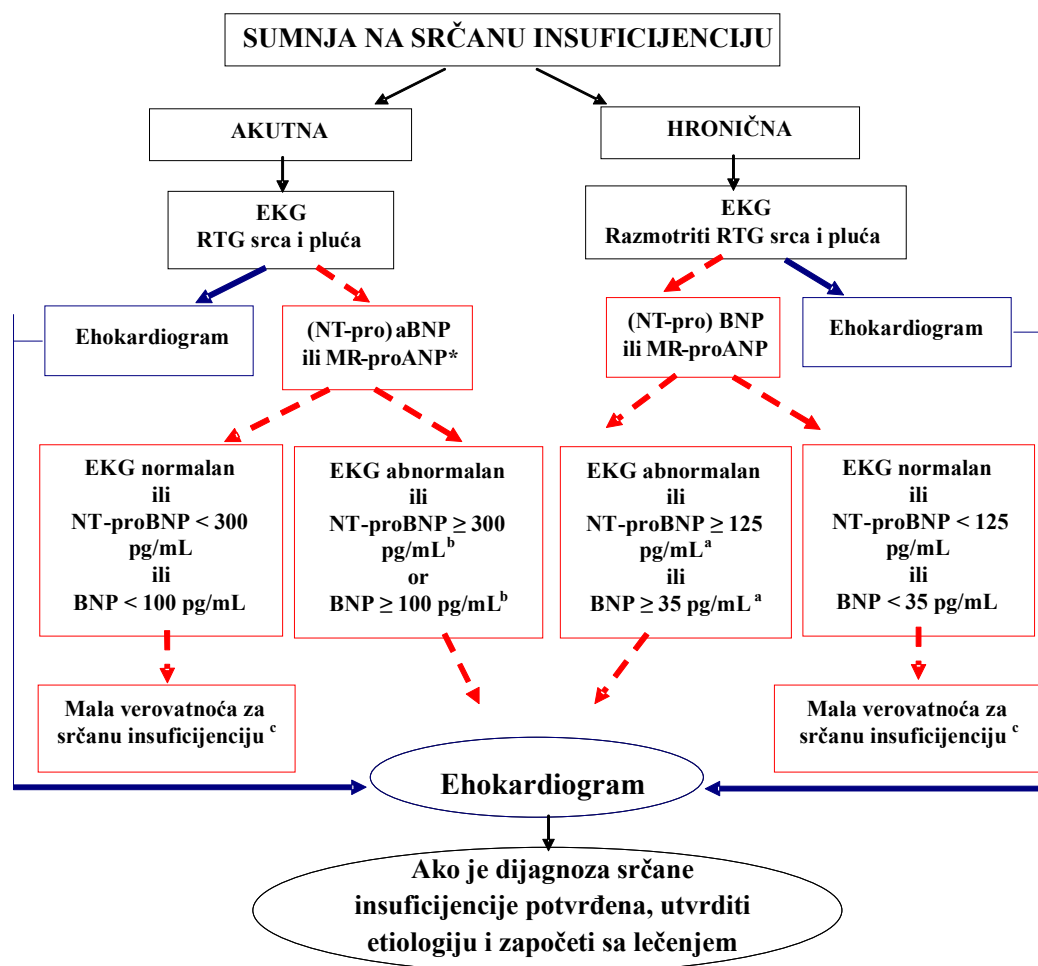 SUMNJA NA SRČANU INSUFICIJENCIJU
AKUTNA
HRONIČNA
EKG
RTG srca i pluća
EKG
Razmotriti RTG srca i pluća
Ehokardiogram
(NT-pro) aBNP
ili MR-proANP*
(NT-pro) BNP
ili MR-proANP
Ehokardiogram
EKG normalan
ili
NT-proBNP < 300
pg/mL
ili
BNP < 100 pg/mL
EKG abnormalan
ili
NT-proBNP ≥ 300
pg/mL b
or
BNP ≥ 100 pg/mL b
EKG abnormalan
ili
NT-proBNP ≥ 125
pg/mL a
ili
BNP ≥ 35 pg/mL a
EKG normalan
ili
NT-proBNP < 125
pg/mL
ili
BNP < 35 pg/mL
Mala verovatnoća za
srčanu insuficijenciju c
Mala verovatnoća za
srčanu insuficijenciju c
Ehokardiogram
Ako je dijagnoza srčane
insuficijencije potvrđena, utvrditi
etiologiju i započeti sa lečenjem